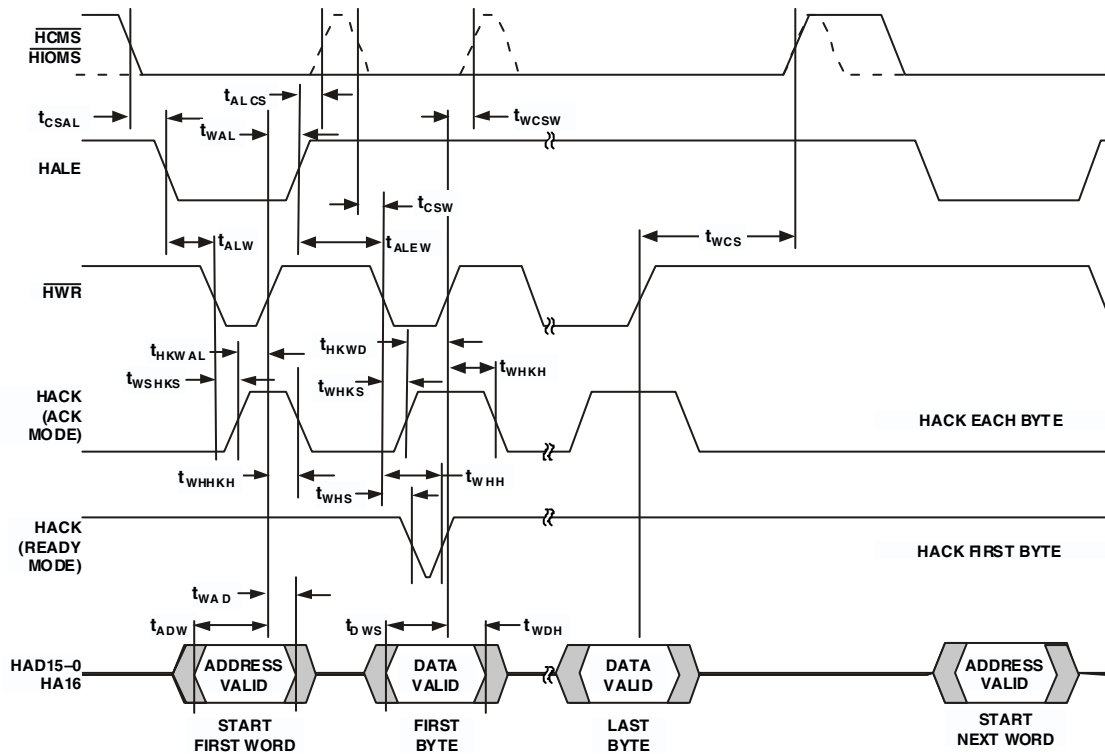 HCMS
HIOMS
tALCS
tCSAL
tWAL
tWCSW
HALE
tCSW
tALW
tALEW
tWCS
HWR
tHKWAL
tHKWD
tWHKH
tWSHKS
tWHKS
HACK
(ACK
MODE)
HACK EACH BYTE
tWHHKH
tWHS
tWHH
HACK
(READY
MODE)
HACK FIRST BYTE
tWAD
tADW
tDWS
tWDH
HAD15–0
HA16
ADDRESS
VALID
DATA
VALID
DATA
VALID
ADDRESS
VALID
START
FIRST WORD
FIRST
BYTE
LAST
BYTE
START
NEXT WORD